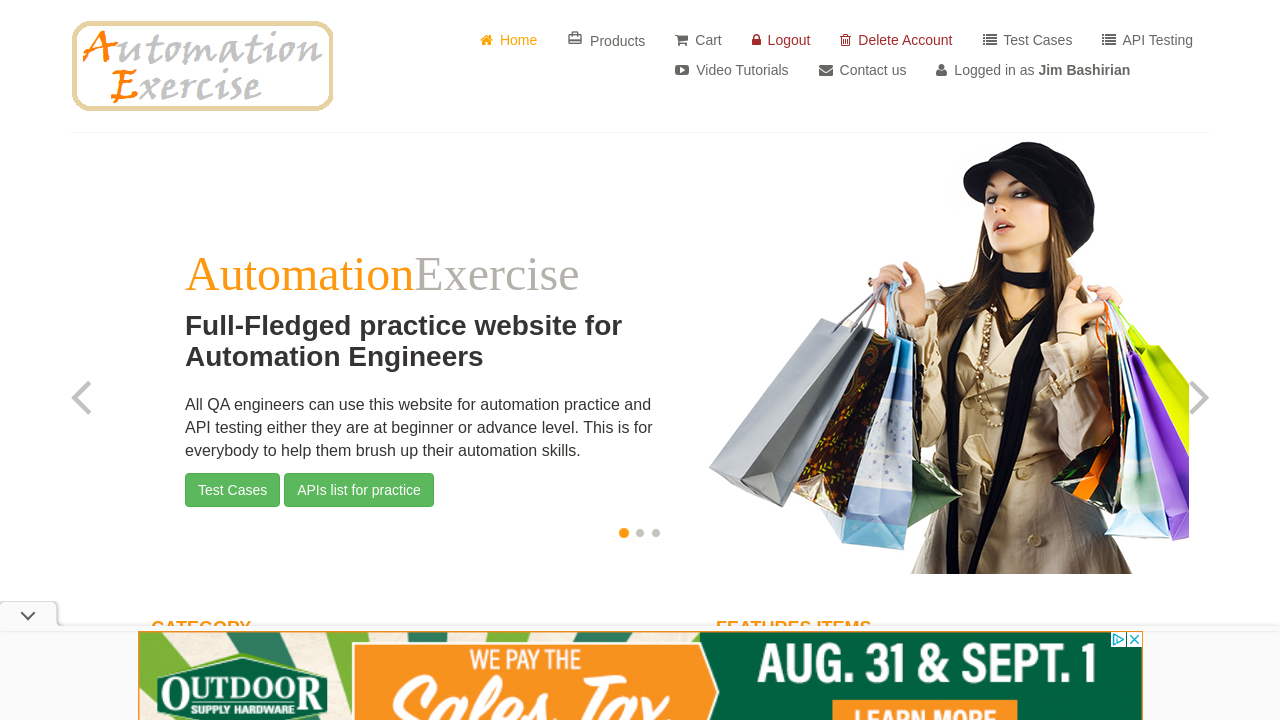 Automation
Exercise
Home Products Cart Logout Delete Account Test Cases API Testing
Video Tutorials Contact us Logged in as Jim Bashirian
AutomationExercise
Full-Fledged practice website for
Automation Engineers
All QA engineers can use this website for automation practice and
API testing either they are at beginner or advance level. This is for
everybody to help them brush up their automation skills.
Test Cases APIs list for practice
CATEGORY FEATURES ITEMS
OUTDOOR
SUPPLY HARDWARE
WE PAY THE
Sales Tax
AUG. 31 & SEPT. 1
LEARN MORE